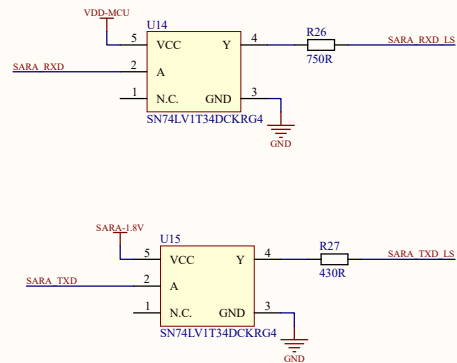 VDD-MCU
U14
5 VCC Y 4
R26
750R
SARA_RXD_LS
SARA_RXD
2 A
1 N.C. GND 3
SN74LV1T34DCKRG4
GND
SARA-1.8V
U15
5 VCC Y 4
R27
430R
SARA_TXD_LS
SARA_TXD
2 A
1 N.C. GND 3
SN74LV1T34DCKRG4
GND